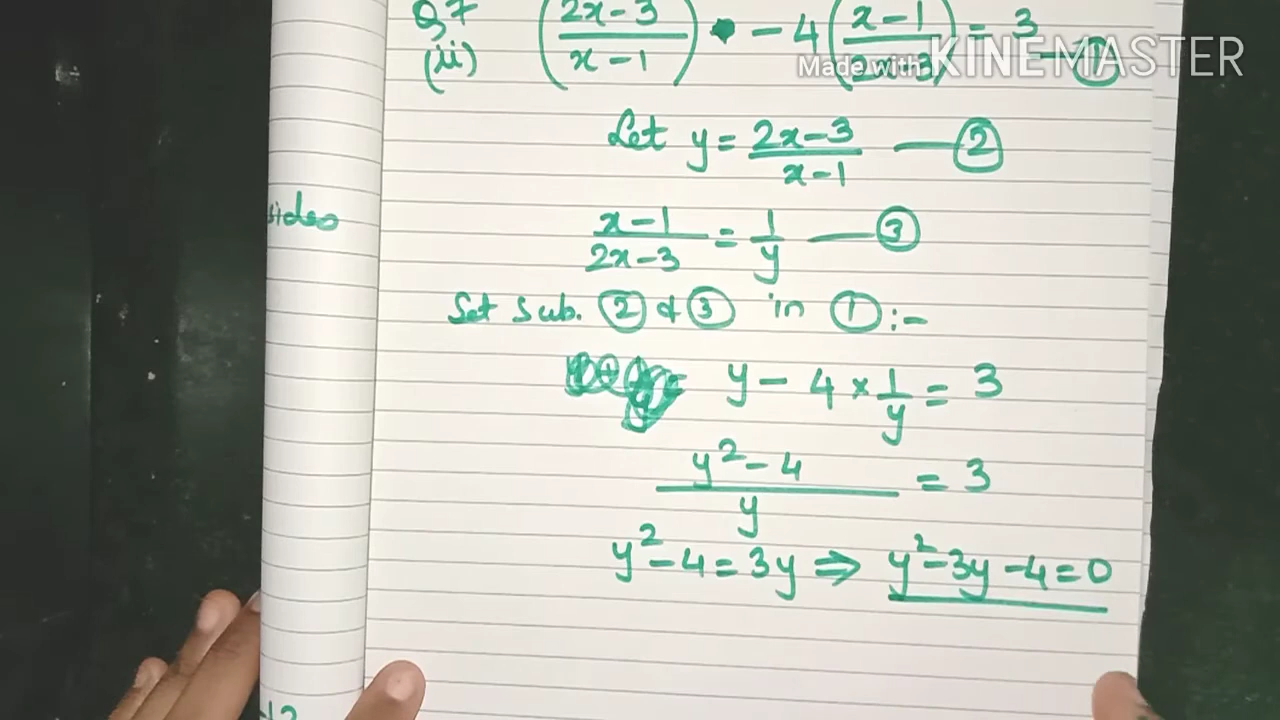 Q7 (2x-3/x-1) • - 4(x-1/2x-3) = 3 —①
(ii)
Made with KINEMASTER
Let y = 2x-3/x-1 —②
sides
x-1/2x-3 = 1/y —③
Set sub. ② & ③ in ① :-
y - 4 × 1/y = 3
y²-4/y = 3
y²-4 = 3y ⇒ y²-3y-4=0